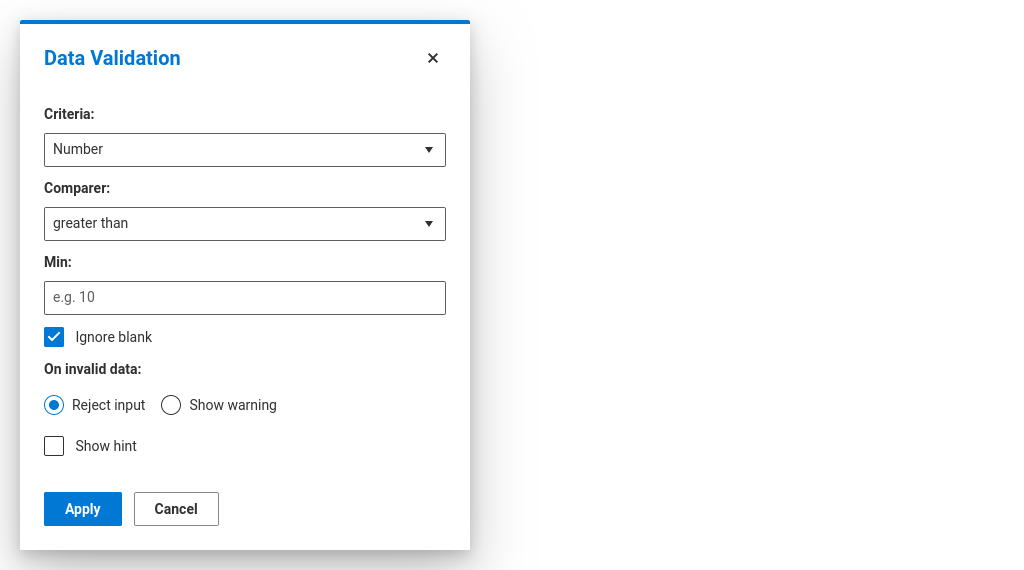 Data Validation
Criteria:
Number
Comparer:
greater than
Min:
e.g. 10
Ignore blank
On invalid data:
Reject input Show warning
Show hint
Apply Cancel